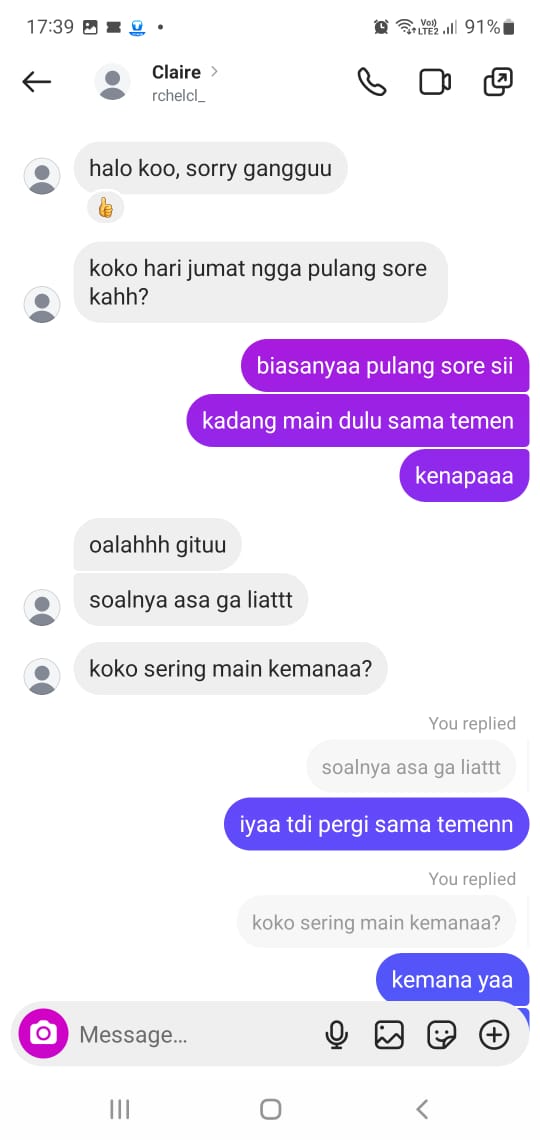 17:39
Vo))
LTE2
91%
Claire
rchelcl_
halo koo, sorry gangguu
koko hari jumat ngga pulang sore
kahh?
biasanyaa pulang sore sii
kadang main dulu sama temen
kenapaaa
oalahhh gituu
soalnya asa ga liattt
koko sering main kemanaa?
You replied
soalnya asa ga liattt
iyaa tdi pergi sama temenn
You replied
koko sering main kemanaa?
kemana yaa
Message...